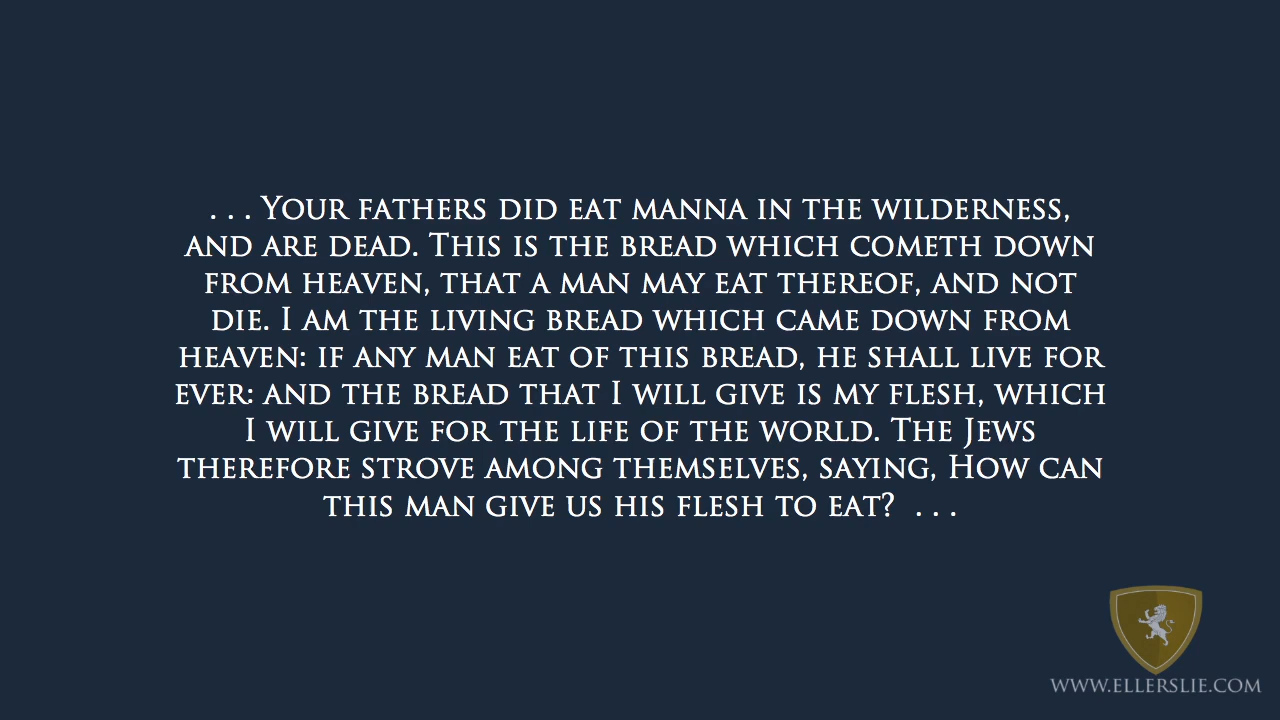 . . . Your fathers did eat manna in the wilderness,
and are dead. This is the bread which cometh down
from heaven, that a man may eat thereof, and not
die. I am the living bread which came down from
heaven: if any man eat of this bread, he shall live for
ever: and the bread that I will give is my flesh, which
I will give for the life of the world. The Jews
therefore strove among themselves, saying, How can
this man give us his flesh to eat?  . . .
www.ellerslie.com